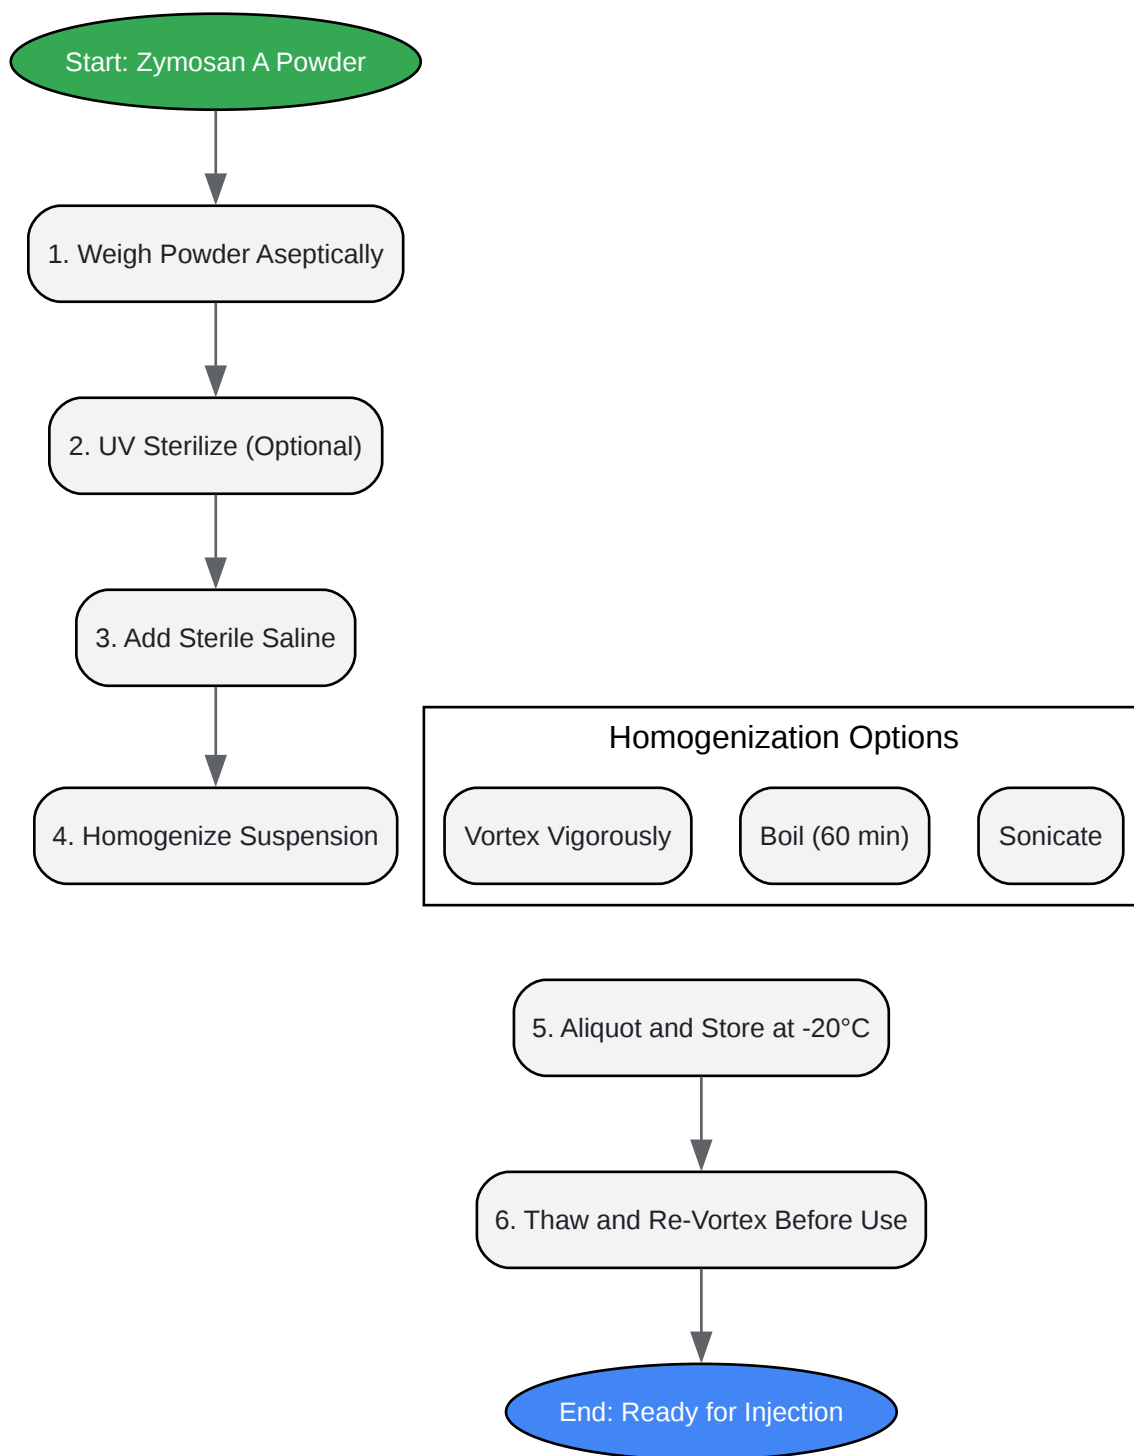 Start: Zymosan A Powder
1. Weigh Powder Aseptically
2. UV Sterilize (Optional)
3. Add Sterile Saline
4. Homogenize Suspension
Homogenization Options
Vortex Vigorously
Boil (60 min)
Sonicate
5. Aliquot and Store at -20°C
6. Thaw and Re-Vortex Before Use
End: Ready for Injection